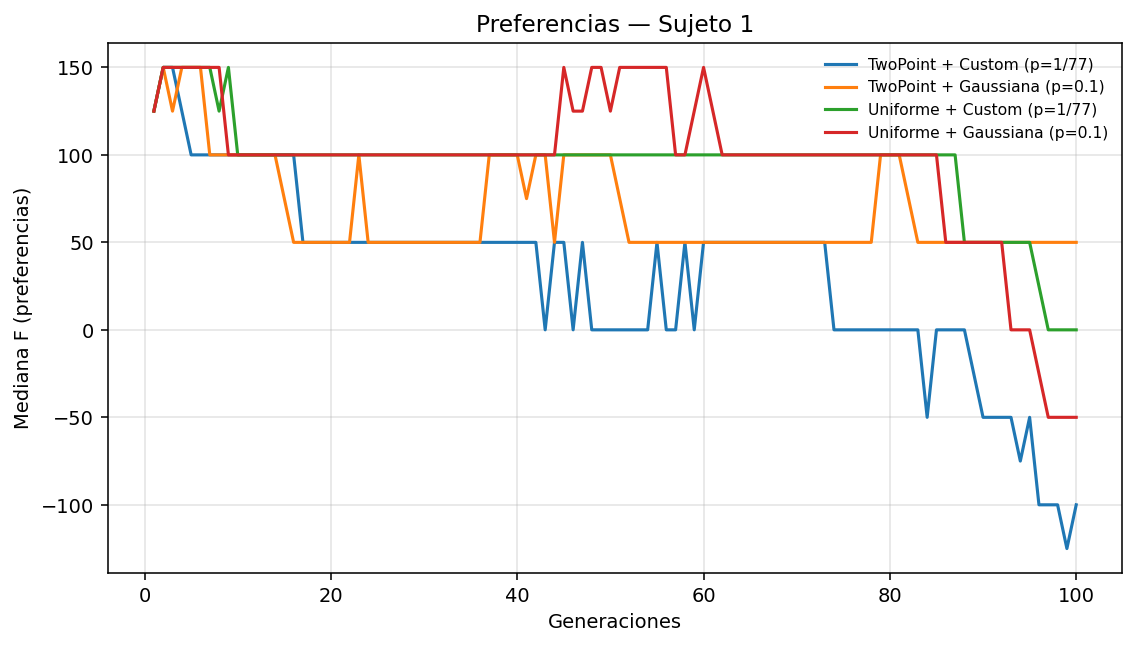 Preferencias — Sujeto 1
TwoPoint + Custom (p=1/77)
TwoPoint + Gaussiana (p=0.1)
Uniforme + Custom (p=1/77)
Uniforme + Gaussiana (p=0.1)
Mediana F (preferencias)
150
100
50
0
−50
−100
0 20 40 60 80 100
Generaciones